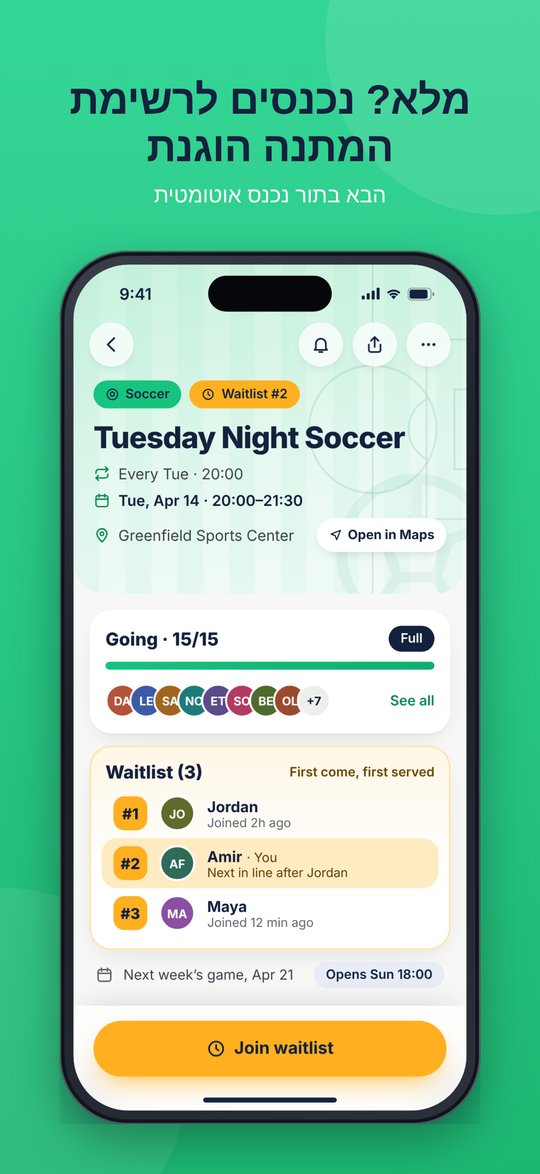 מלא? נכנסים לרשימת
המתנה הוגנת
הבא בתור נכנס אוטומטית
9:41
Soccer
Waitlist #2
Tuesday Night Soccer
Every Tue · 20:00
Tue, Apr 14 · 20:00–21:30
Greenfield Sports Center
Open in Maps
Going · 15/15
Full
DA LE SA NO ET SO BE OL +7
See all
Waitlist (3)
First come, first served
#1 JO Jordan
Joined 2h ago
#2 AF Amir · You
Next in line after Jordan
#3 MA Maya
Joined 12 min ago
Next week's game, Apr 21
Opens Sun 18:00
Join waitlist